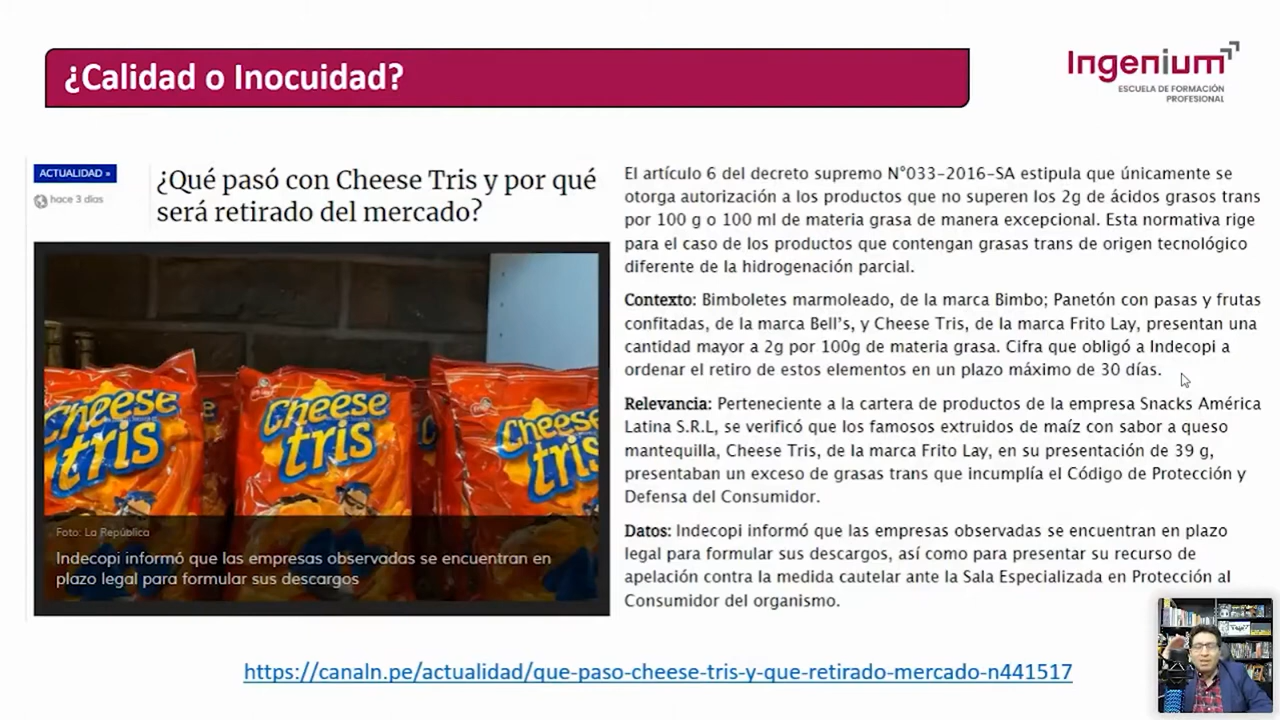 ¿Calidad o Inocuidad?
Ingenium
ESCUELA DE FORMACIÓN
PROFESIONAL
ACTUALIDAD »
hace 3 días
¿Qué pasó con Cheese Tris y por qué
será retirado del mercado?
Cheese
tris
Cheese
tris
Cheese
tris
Foto: La República
Indecopi informó que las empresas observadas se encuentran en
plazo legal para formular sus descargos
El artículo 6 del decreto supremo N°033-2016-SA estipula que únicamente se
otorga autorización a los productos que no superen los 2g de ácidos grasos trans
por 100 g o 100 ml de materia grasa de manera excepcional. Esta normativa rige
para el caso de los productos que contengan grasas trans de origen tecnológico
diferente de la hidrogenación parcial.
Contexto: Bimboletes marmoleado, de la marca Bimbo; Panetón con pasas y frutas
confitadas, de la marca Bell's, y Cheese Tris, de la marca Frito Lay, presentan una
cantidad mayor a 2g por 100g de materia grasa. Cifra que obligó a Indecopi a
ordenar el retiro de estos elementos en un plazo máximo de 30 días.
Relevancia: Perteneciente a la cartera de productos de la empresa Snacks América
Latina S.R.L, se verificó que los famosos extruidos de maíz con sabor a queso
mantequilla, Cheese Tris, de la marca Frito Lay, en su presentación de 39 g,
presentaban un exceso de grasas trans que incumplía el Código de Protección y
Defensa del Consumidor.
Datos: Indecopi informó que las empresas observadas se encuentran en plazo
legal para formular sus descargos, así como para presentar su recurso de
apelación contra la medida cautelar ante la Sala Especializada en Protección al
Consumidor del organismo.
https://canaln.pe/actualidad/que-paso-cheese-tris-y-que-retirado-mercado-n441517